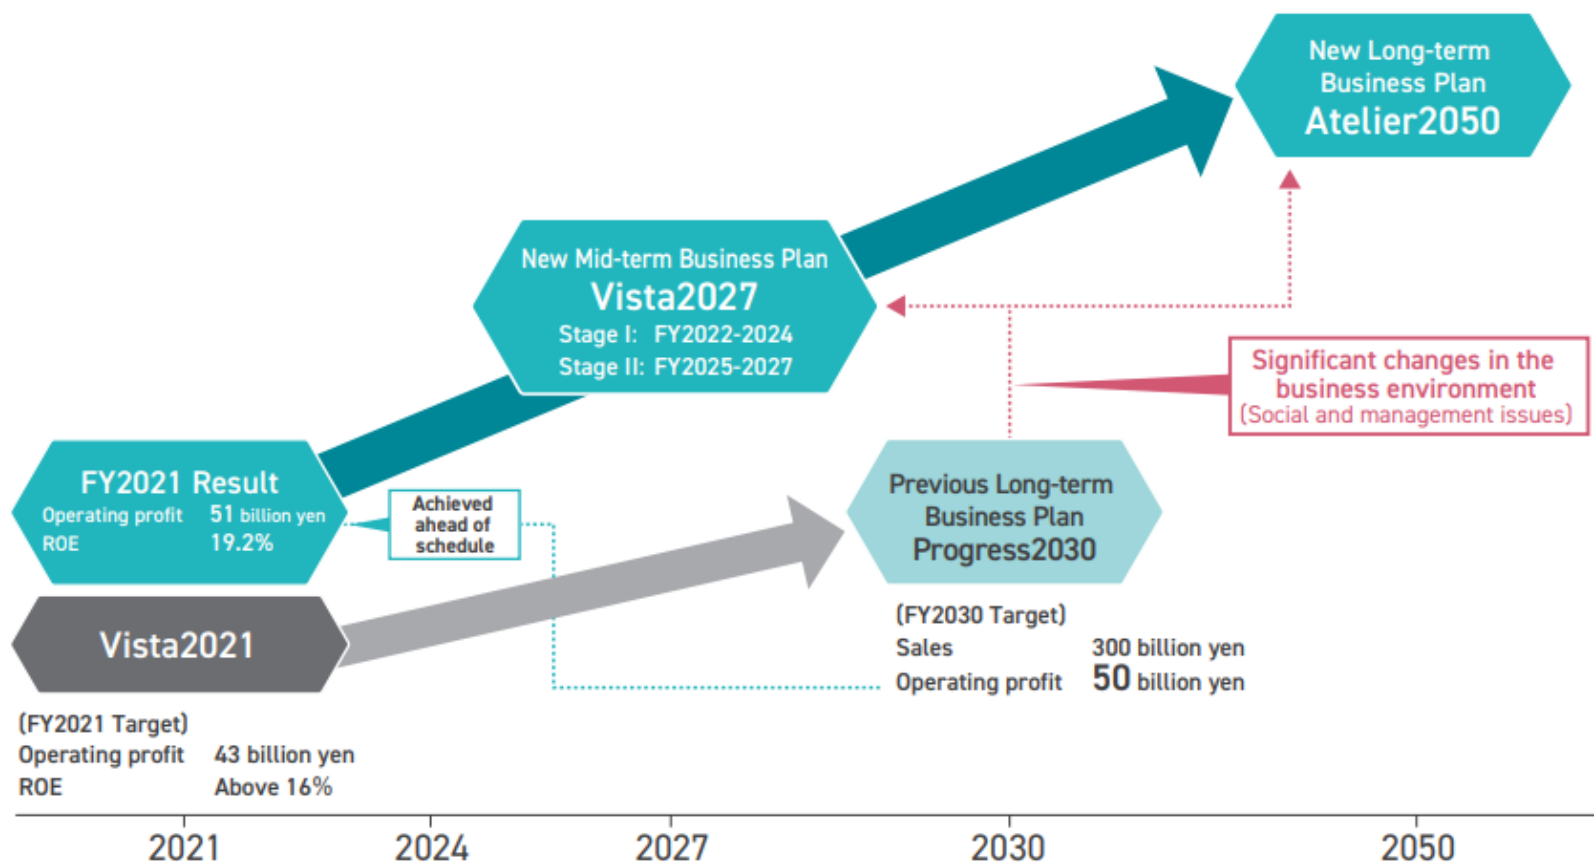 New Long-term
Business Plan
Atelier2050
New Mid-term Business Plan
Vista2027
Stage I: FY2022-2024
Stage II: FY2025-2027
Significant changes in the
business environment
(Social and management issues)
FY2021 Result
Operating profit 51 billion yen
ROE 19.2%
Achieved
ahead of
schedule
Previous Long-term
Business Plan
Progress2030
(FY2030 Target)
Sales 300 billion yen
Operating profit 50 billion yen
Vista2021
(FY2021 Target)
Operating profit 43 billion yen
ROE Above 16%
2021 2024 2027 2030 2050